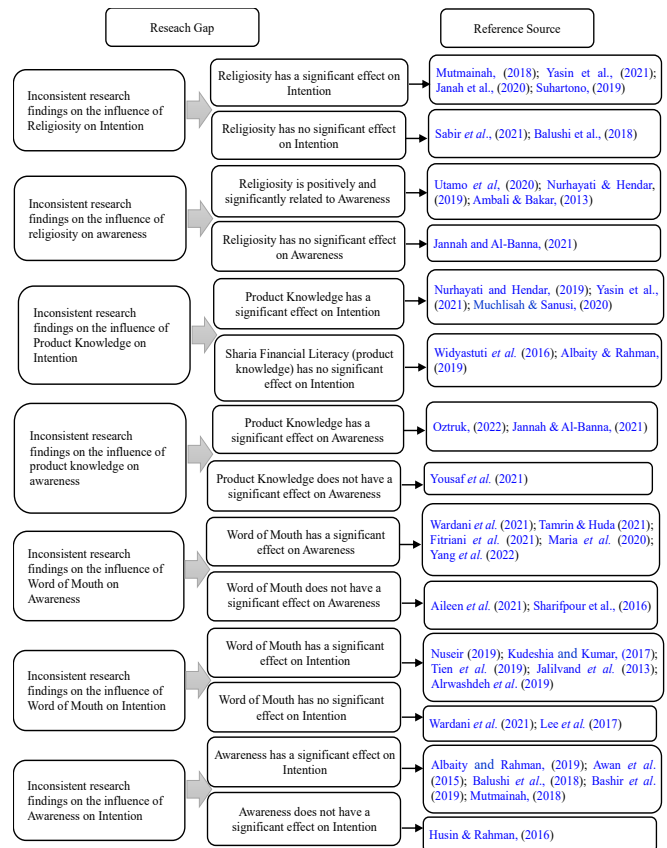 Reseach Gap
Reference Source
Inconsistent research
findings on the influence of
Religiosity on Intention
Religiosity has a significant effect on
Intention
Mutmainah, (2018); Yasin et al., (2021);
Janah et al., (2020); Suhartono, (2019)
Religiosity has no significant effect
on Intention
Sabir et al., (2021); Balushi et al., (2018)
Inconsistent research
findings on the influence of
religiosity on awareness
Religiosity is positively and
significantly related to Awareness
Utamo et al, (2020); Nurhayati & Hendar,
(2019); Ambali & Bakar, (2013)
Religiosity has no significant effect
on Awareness
Jannah and Al-Banna, (2021)
Inconsistent research
findings on the influence of
Product Knowledge on
Intention
Product Knowledge has a
significant effect on Intention
Nurhayati and Hendar, (2019); Yasin et al.,
(2021); Muchlisah & Sanusi, (2020)
Sharia Financial Literacy (product
knowledge) has no significant
effect on Intention
Widyastuti et al. (2016); Albaity & Rahman,
(2019)
Inconsistent research
findings on the influence of
product knowledge on
awareness
Product Knowledge has a
significant effect on Awareness
Oztruk, (2022); Jannah & Al-Banna, (2021)
Product Knowledge does not have a
significant effect on Awareness
Yousaf et al. (2021)
Inconsistent research
findings on the influence of
Word of Mouth on
Awareness
Word of Mouth has a significant
effect on Awareness
Wardani et al. (2021); Tamrin & Huda (2021);
Fitriani et al. (2021); Maria et al. (2020);
Yang et al. (2022)
Word of Mouth does not have a
significant effect on Awareness
Aileen et al. (2021); Sharifpour et al., (2016)
Inconsistent research
findings on the influence of
Word of Mouth on Intention
Word of Mouth has a significant
effect on Intention
Nuseir (2019); Kudeshia and Kumar, (2017);
Tien et al. (2019); Jalilvand et al. (2013);
Alrwashdeh et al. (2019)
Word of Mouth has no significant
effect on Intention
Wardani et al. (2021); Lee et al. (2017)
Inconsistent research
findings on the influence of
Awareness on Intention
Awareness has a significant effect on
Intention
Albaity and Rahman, (2019); Awan et al.
(2015); Balushi et al., (2018); Bashir et al.
(2019); Mutmainah, (2018)
Awareness does not have a
significant effect on Intention
Husin & Rahman, (2016)